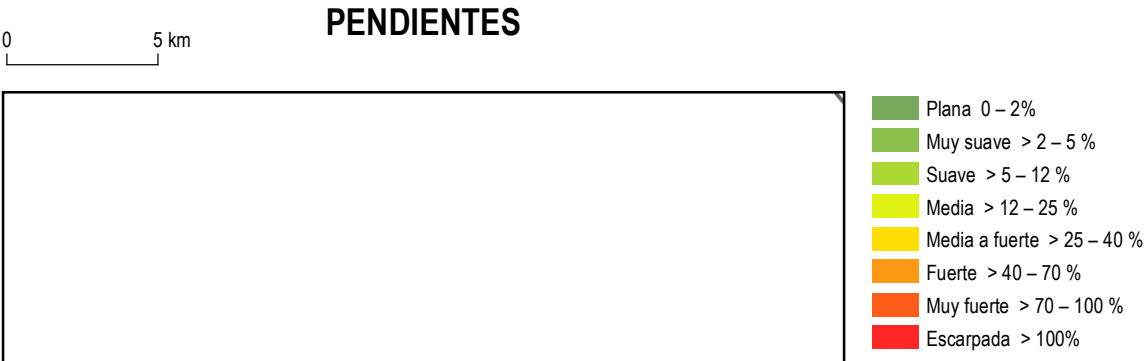 PENDIENTES
0 5 km
Plana 0 – 2%
Muy suave > 2 – 5 %
Suave > 5 – 12 %
Media > 12 – 25 %
Media a fuerte > 25 – 40 %
Fuerte > 40 – 70 %
Muy fuerte > 70 – 100 %
Escarpada > 100%